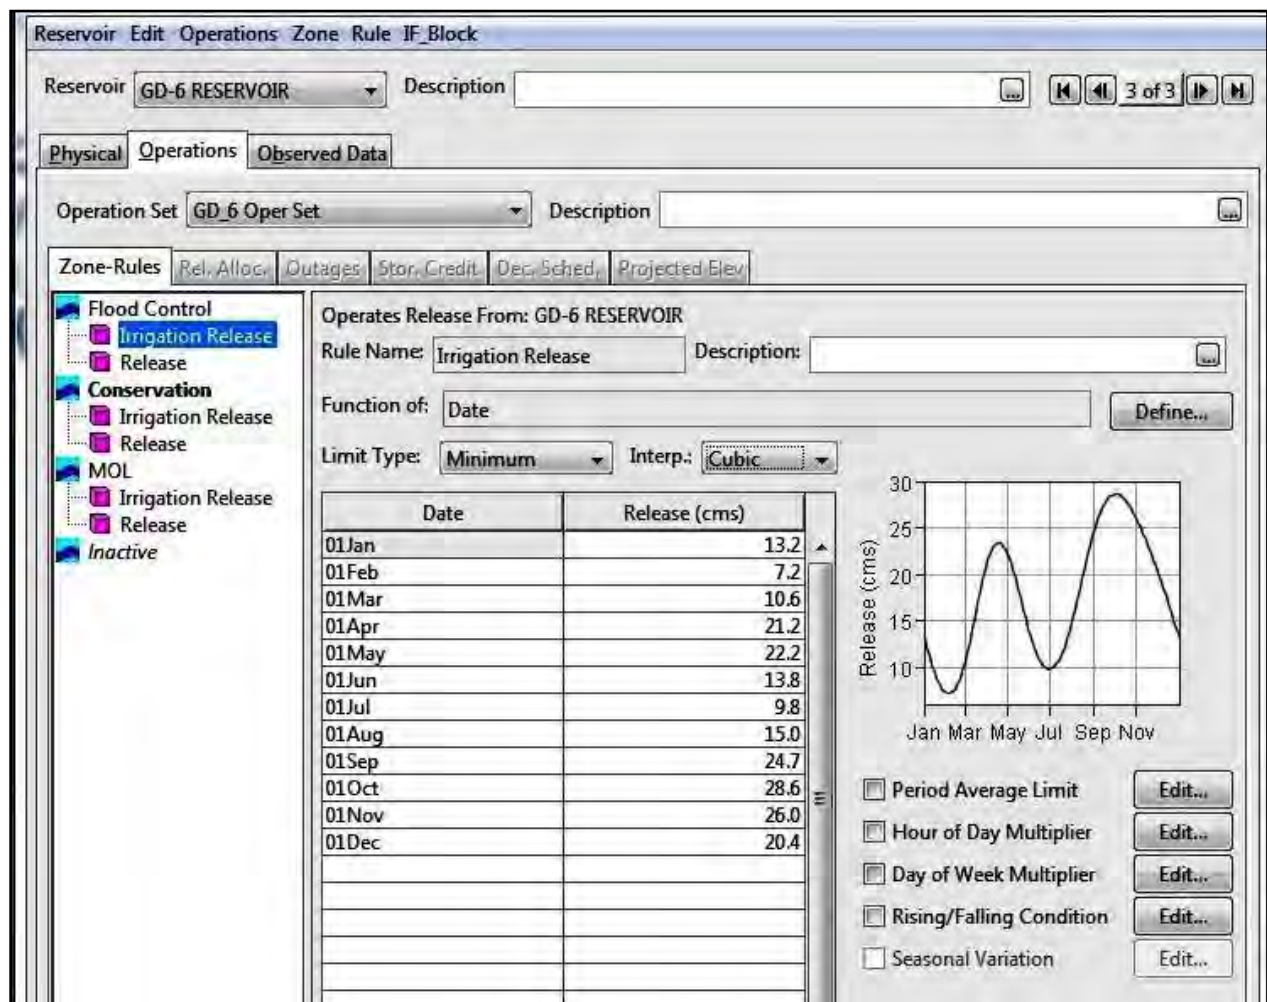 Reservoir Edit Operations Zone Rule IF_Block
Reservoir GD-6 RESERVOIR Description ... 3 of 3
Physical Operations Observed Data
Operation Set GD_6 Oper Set Description ...
Zone-Rules Rel. Alloc. Outages Stor. Credit Dec. Sched. Projected Elev
Flood Control
Irrigation Release
Release
Conservation
Irrigation Release
Release
MOL
Irrigation Release
Release
Inactive
Operates Release From: GD-6 RESERVOIR
Rule Name: Irrigation Release Description: ...
Function of: Date Define...
Limit Type: Minimum Interp.: Cubic
Date Release (cms)
01Jan 13.2
01Feb 7.2
01Mar 10.6
01Apr 21.2
01May 22.2
01Jun 13.8
01Jul 9.8
01Aug 15.0
01Sep 24.7
01Oct 28.6
01Nov 26.0
01Dec 20.4
Release (cms)
30
25
20
15
10
Jan Mar May Jul Sep Nov
Period Average Limit Edit...
Hour of Day Multiplier Edit...
Day of Week Multiplier Edit...
Rising/Falling Condition Edit...
Seasonal Variation Edit...